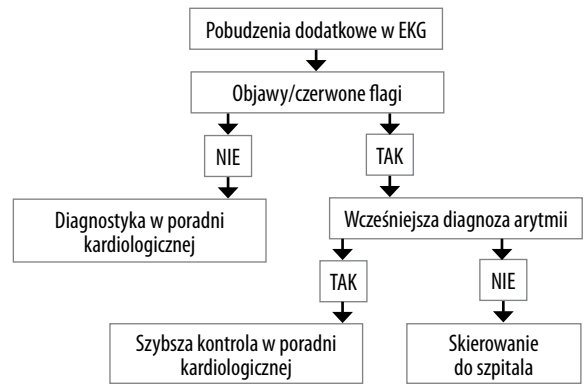 Pobudzenia dodatkowe w EKG
Objawy/czerwone flagi
NIE
TAK
Diagnostyka w poradni
kardiologicznej
Wcześniejsza diagnoza arytmii
TAK
NIE
Szybsza kontrola w poradni
kardiologicznej
Skierowanie
do szpitala